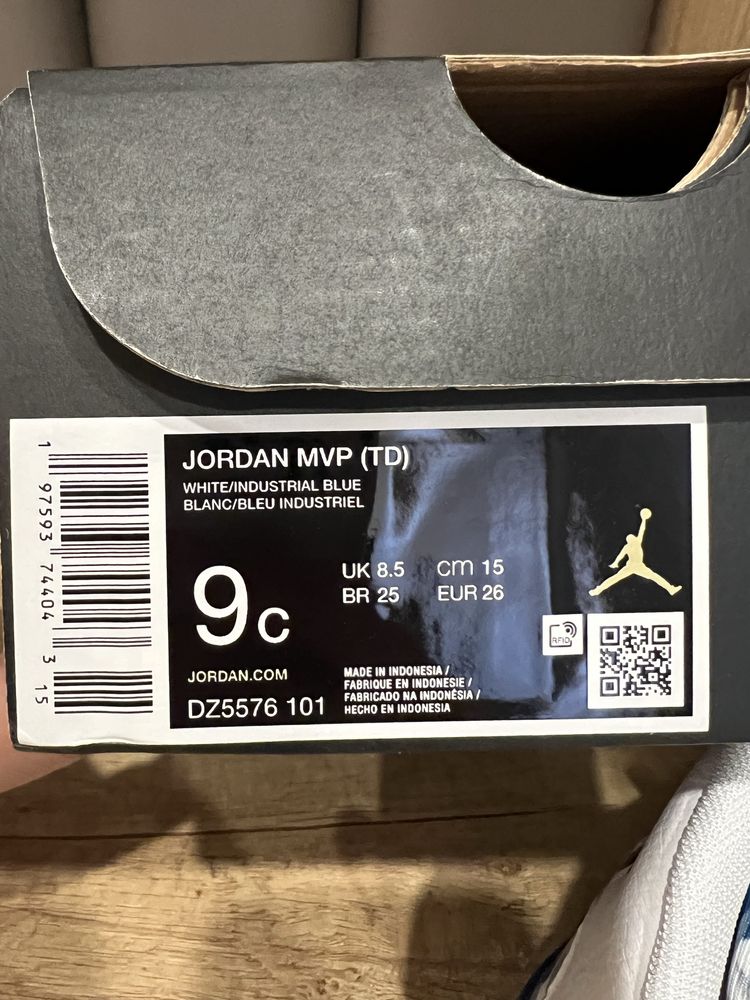 JORDAN MVP (TD)
WHITE/INDUSTRIAL BLUE
BLANC/BLEU INDUSTRIEL
9c
UK 8.5 cm 15
BR 25 EUR 26
RFID
JORDAN.COM
DZ5576 101
MADE IN INDONESIA /
FABRIQUE EN INDONESIE /
FABRICADO NA INDONÉSIA /
HECHO EN INDONESIA
1 97593 74404 3 15